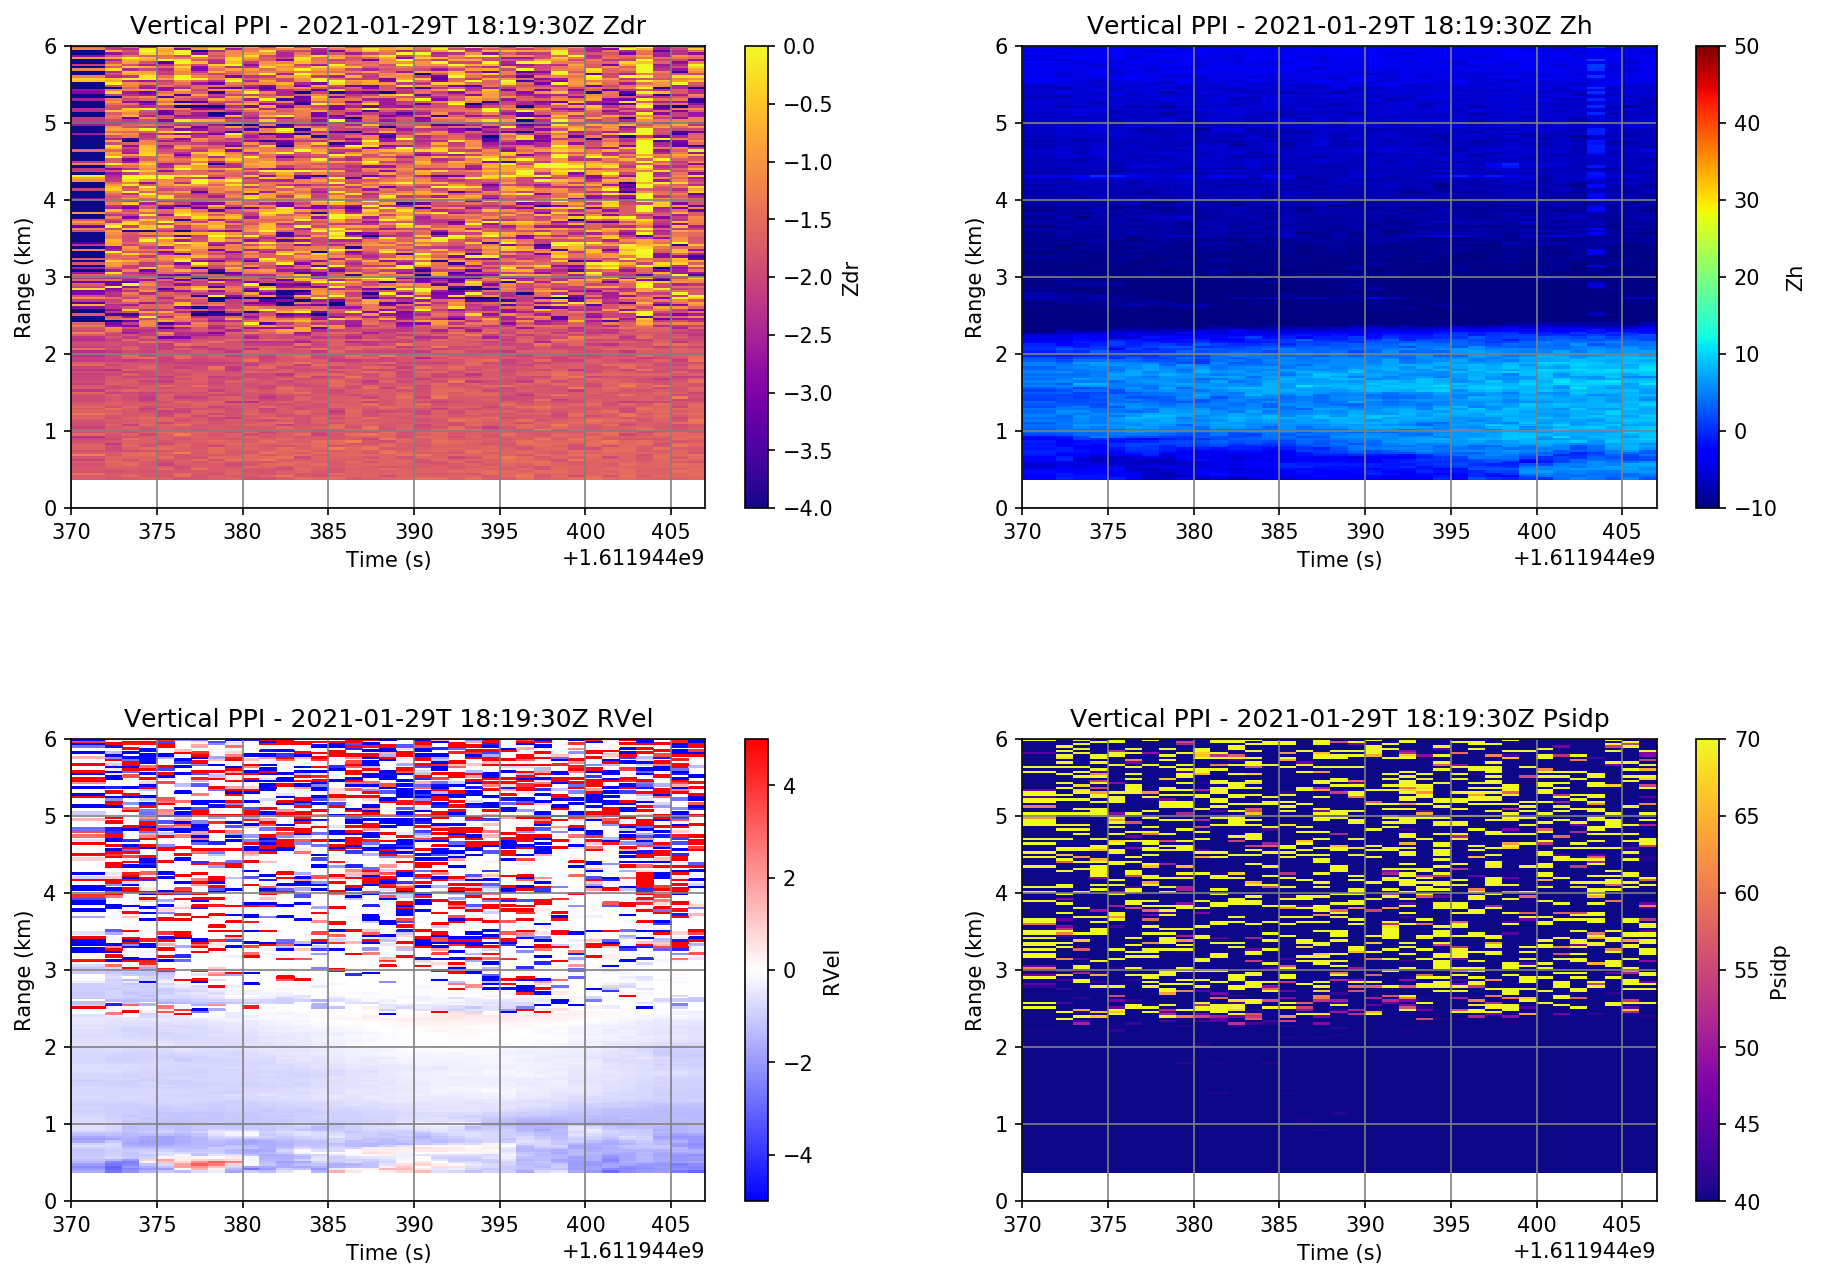 Vertical PPI - 2021-01-29T 18:19:30Z Zdr
6
5
4
3
2
1
0
Range (km)
370 375 380 385 390 395 400 405
Time (s)
+1.6119444e9
0.0
−0.5
−1.0
−1.5
−2.0
−2.5
−3.0
−3.5
−4.0
Zdr
Vertical PPI - 2021-01-29T 18:19:30Z Zh
6
5
4
3
2
1
0
Range (km)
370 375 380 385 390 395 400 405
Time (s)
+1.6119444e9
50
40
30
20
10
0
−10
Zh
Vertical PPI - 2021-01-29T 18:19:30Z RVel
6
5
4
3
2
1
0
Range (km)
370 375 380 385 390 395 400 405
Time (s)
+1.6119444e9
4
2
0
−2
−4
RVel
Vertical PPI - 2021-01-29T 18:19:30Z Psidp
6
5
4
3
2
1
0
Range (km)
370 375 380 385 390 395 400 405
Time (s)
+1.6119444e9
70
65
60
55
50
45
40
Psidp